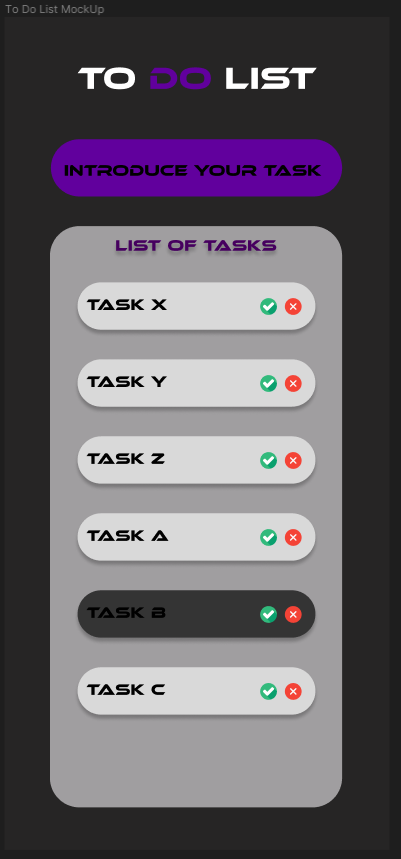 To Do List MockUp
TO DO LIST
INTRODUCE YOUR TASK
LIST OF TASKS
TASK X
TASK Y
TASK Z
TASK A
TASK B
TASK C